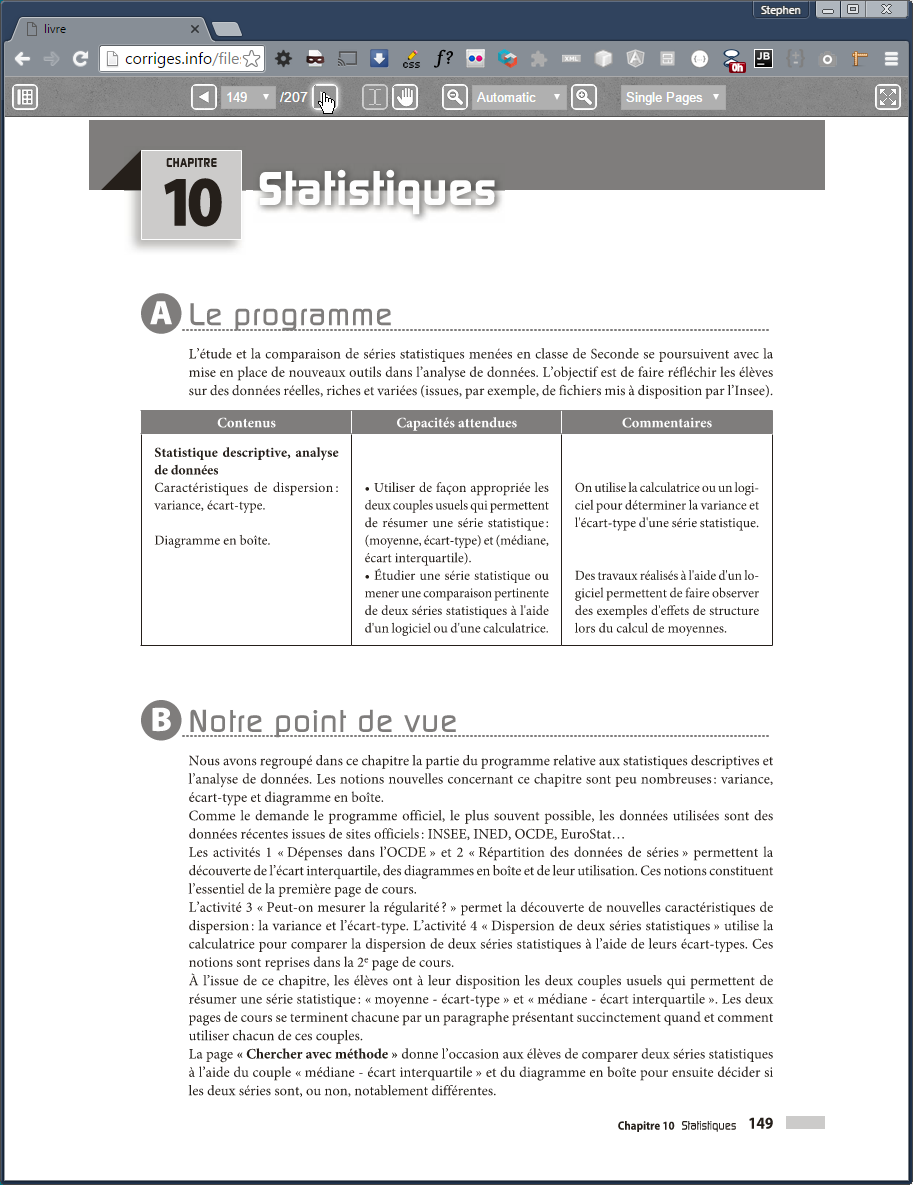 Stephen
livre
corriges.info/file
css
f?
XML
0h
JB
149
/207
Automatic
Single Pages
CHAPITRE
10
Statistiques
A Le programme
L'étude et la comparaison de séries statistiques menées en classe de Seconde se poursuivent avec la
mise en place de nouveaux outils dans l'analyse de données. L'objectif est de faire réfléchir les élèves
sur des données réelles, riches et variées (issues, par exemple, de fichiers mis à disposition par l'Insee).
Contenus
Capacités attendues
Commentaires
Statistique descriptive, analyse
de données
Caractéristiques de dispersion :
variance, écart-type.
Diagramme en boîte.
• Utiliser de façon appropriée les
deux couples usuels qui permettent
de résumer une série statistique :
(moyenne, écart-type) et (médiane,
écart interquartile).
• Étudier une série statistique ou
mener une comparaison pertinente
de deux séries statistiques à l'aide
d'un logiciel ou d'une calculatrice.
On utilise la calculatrice ou un logi-
ciel pour déterminer la variance et
l'écart-type d'une série statistique.
Des travaux réalisés à l'aide d'un lo-
giciel permettent de faire observer
des exemples d'effets de structure
lors du calcul de moyennes.
B Notre point de vue
Nous avons regroupé dans ce chapitre la partie du programme relative aux statistiques descriptives et
l'analyse de données. Les notions nouvelles concernant ce chapitre sont peu nombreuses : variance,
écart-type et diagramme en boîte.
Comme le demande le programme officiel, le plus souvent possible, les données utilisées sont des
données récentes issues de sites officiels : INSEE, INED, OCDE, EuroStat…
Les activités 1 « Dépenses dans l'OCDE » et 2 « Répartition des données de séries » permettent la
découverte de l'écart interquartile, des diagrammes en boîte et de leur utilisation. Ces notions constituent
l'essentiel de la première page de cours.
L'activité 3 « Peut-on mesurer la régularité ? » permet la découverte de nouvelles caractéristiques de
dispersion : la variance et l'écart-type. L'activité 4 « Dispersion de deux séries statistiques » utilise la
calculatrice pour comparer la dispersion de deux séries statistiques à l'aide de leurs écart-types. Ces
notions sont reprises dans la 2e page de cours.
À l'issue de ce chapitre, les élèves ont à leur disposition les deux couples usuels qui permettent de
résumer une série statistique : « moyenne - écart-type » et « médiane - écart interquartile ». Les deux
pages de cours se terminent chacune par un paragraphe présentant succinctement quand et comment
utiliser chacun de ces couples.
La page « Chercher avec méthode » donne l'occasion aux élèves de comparer deux séries statistiques
à l'aide du couple « médiane - écart interquartile » et du diagramme en boîte pour ensuite décider si
les deux séries sont, ou non, notablement différentes.
Chapitre 10 Statistiques 149